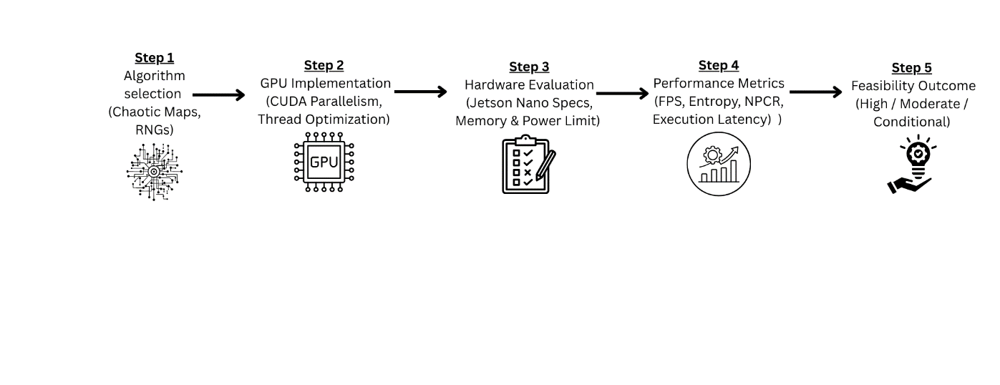 Step 1
Algorithm
selection
(Chaotic Maps,
RNGs)
Step 2
GPU Implementation
(CUDA Parallelism,
Thread Optimization)
GPU
Step 3
Hardware Evaluation
(Jetson Nano Specs,
Memory & Power Limit)
Step 4
Performance Metrics
(FPS, Entropy, NPCR,
Execution Latency)  )
Step 5
Feasibility Outcome
(High / Moderate /
Conditional)